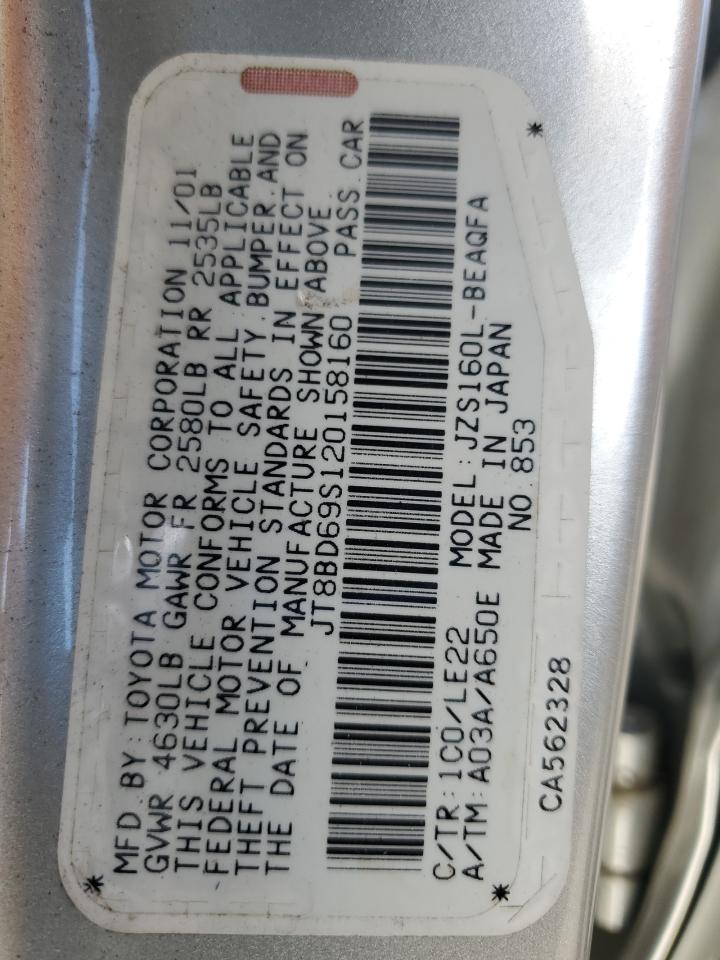 MFD BY:TOYOTA MOTOR CORPORATION 11/01
GVWR 4630LB GAWR FR 2580LB RR 2535LB
THIS VEHICLE CONFORMS TO ALL APPLICABLE
FEDERAL MOTOR VEHICLE SAFETY,BUMPER,AND
THEFT PREVENTION STANDARDS IN EFFECT ON
THE DATE OF MANUFACTURE SHOWN ABOVE.
JT8BD69S120158160 PASS.CAR
C/TR:1C0/LE22 MODEL:JZS160L-BEAQFA
A/TM:A03A/A650E MADE IN JAPAN
NO.853
CA562328